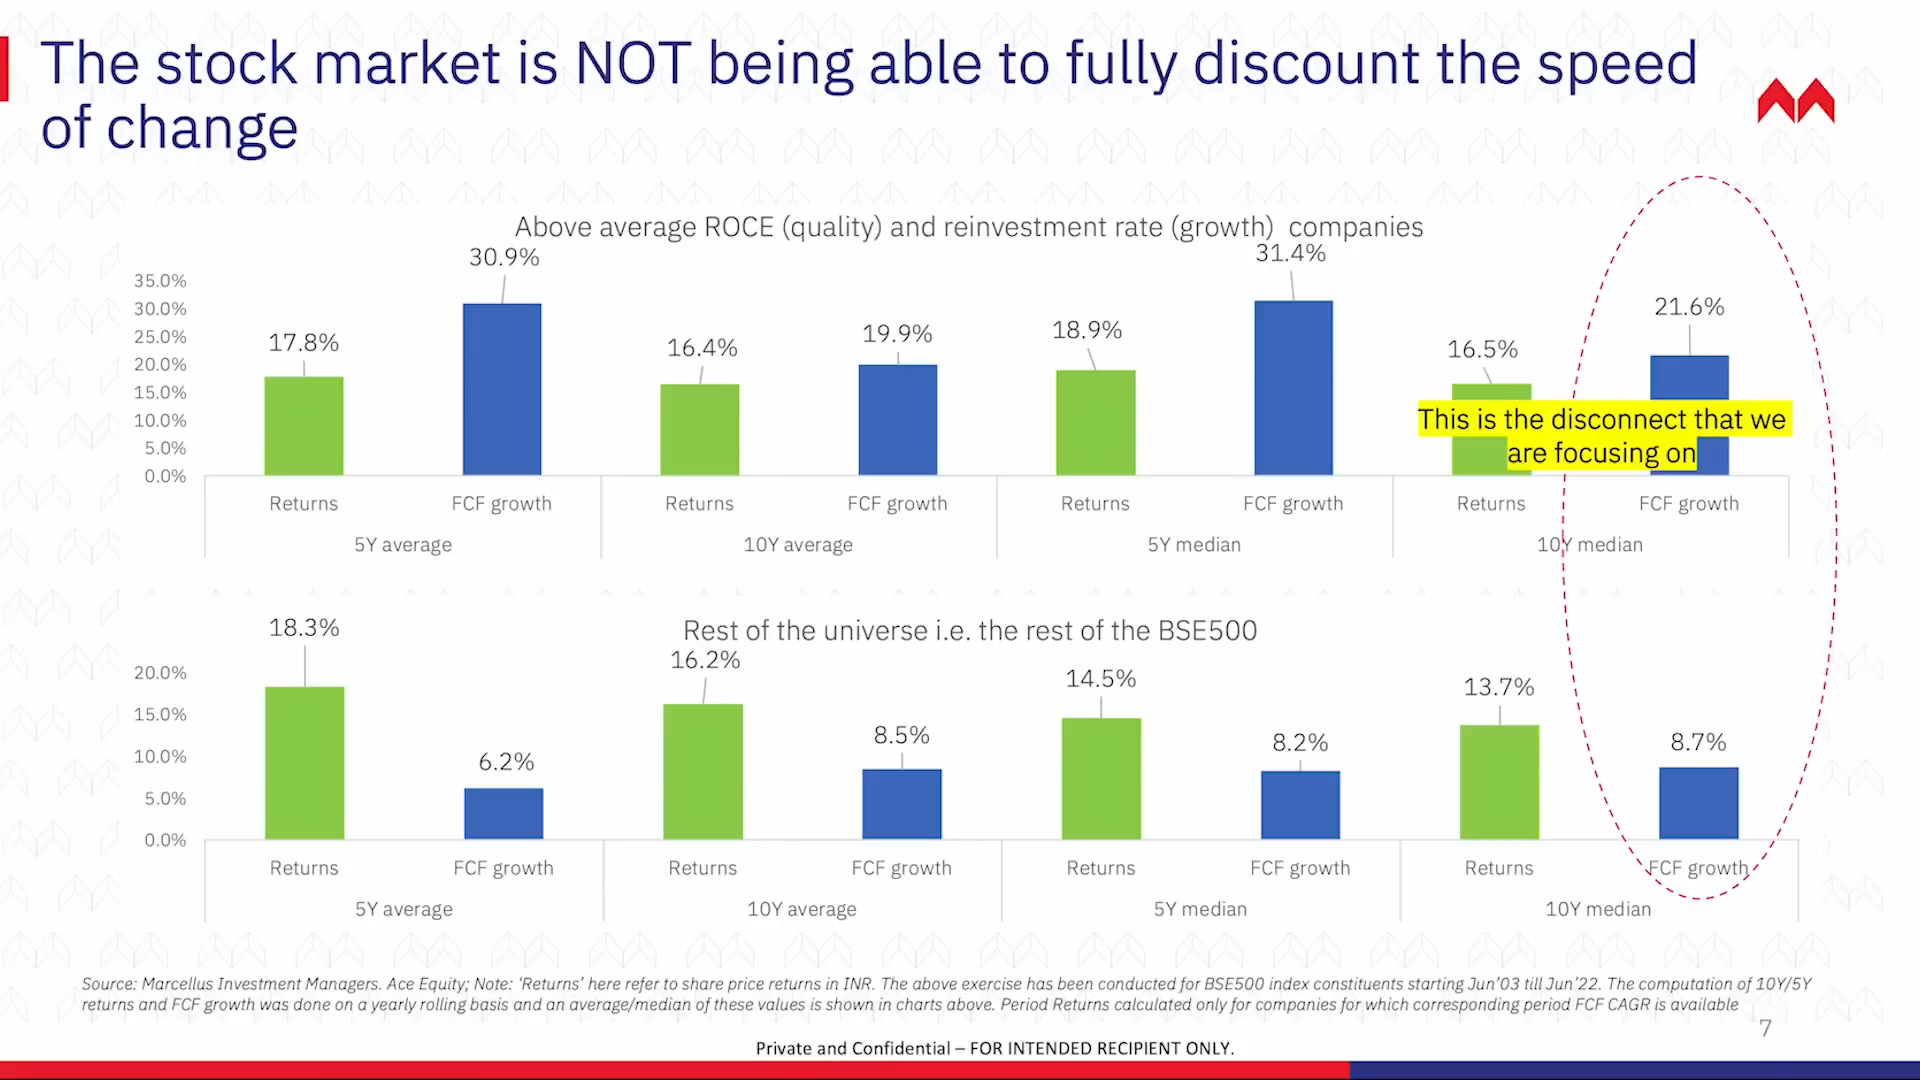 The stock market is NOT being able to fully discount the speed
of change
Above average ROCE (quality) and reinvestment rate (growth) companies
35.0%
30.0%
25.0%
20.0%
15.0%
10.0%
5.0%
0.0%
17.8%
30.9%
16.4%
19.9%
18.9%
31.4%
16.5%
21.6%
This is the disconnect that we
are focusing on
Returns FCF growth Returns FCF growth Returns FCF growth Returns FCF growth
5Y average 10Y average 5Y median 10Y median
Rest of the universe i.e. the rest of the BSE500
20.0%
15.0%
10.0%
5.0%
0.0%
18.3%
6.2%
16.2%
8.5%
14.5%
8.2%
13.7%
8.7%
Returns FCF growth Returns FCF growth Returns FCF growth Returns FCF growth
5Y average 10Y average 5Y median 10Y median
Source: Marcellus Investment Managers. Ace Equity; Note: ‘Returns’ here refer to share price returns in INR. The above exercise has been conducted for BSE500 index constituents starting Jun’03 till Jun’22. The computation of 10Y/5Y
returns and FCF growth was done on a yearly rolling basis and an average/median of these values is shown in charts above. Period Returns calculated only for companies for which corresponding period FCF CAGR is available
7
Private and Confidential – FOR INTENDED RECIPIENT ONLY.